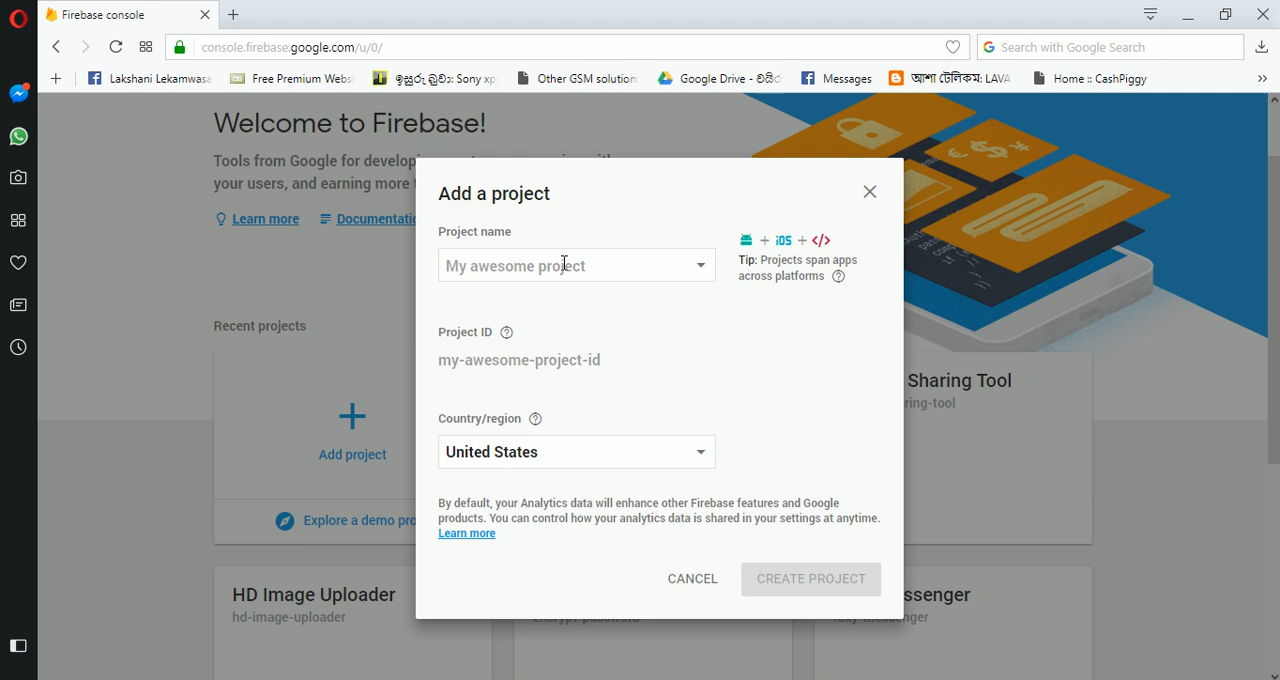 Firebase console
console.firebase.google.com/u/0/
Search with Google Search
Lakshani Lekamwasa
Free Premium Webs
ඉසුරු බුවා: Sony xp
Other GSM solution
Google Drive -
Messages
আশা টেলিকম: LAVA
Home :: CashPiggy
Welcome to Firebase!
Tools from Google for develop
your users, and earning more
Learn more
Documentatio
Add a project
Project name
+ iOS + </>
My awesome project
Tip: Projects span apps
across platforms
Recent projects
Project ID
my-awesome-project-id
Sharing Tool
ring-tool
Country/region
Add project
United States
By default, your Analytics data will enhance other Firebase features and Google
products. You can control how your analytics data is shared in your settings at anytime.
Learn more
Explore a demo pro
CANCEL
CREATE PROJECT
HD Image Uploader
hd-image-uploader
encrypt-password
ssenger